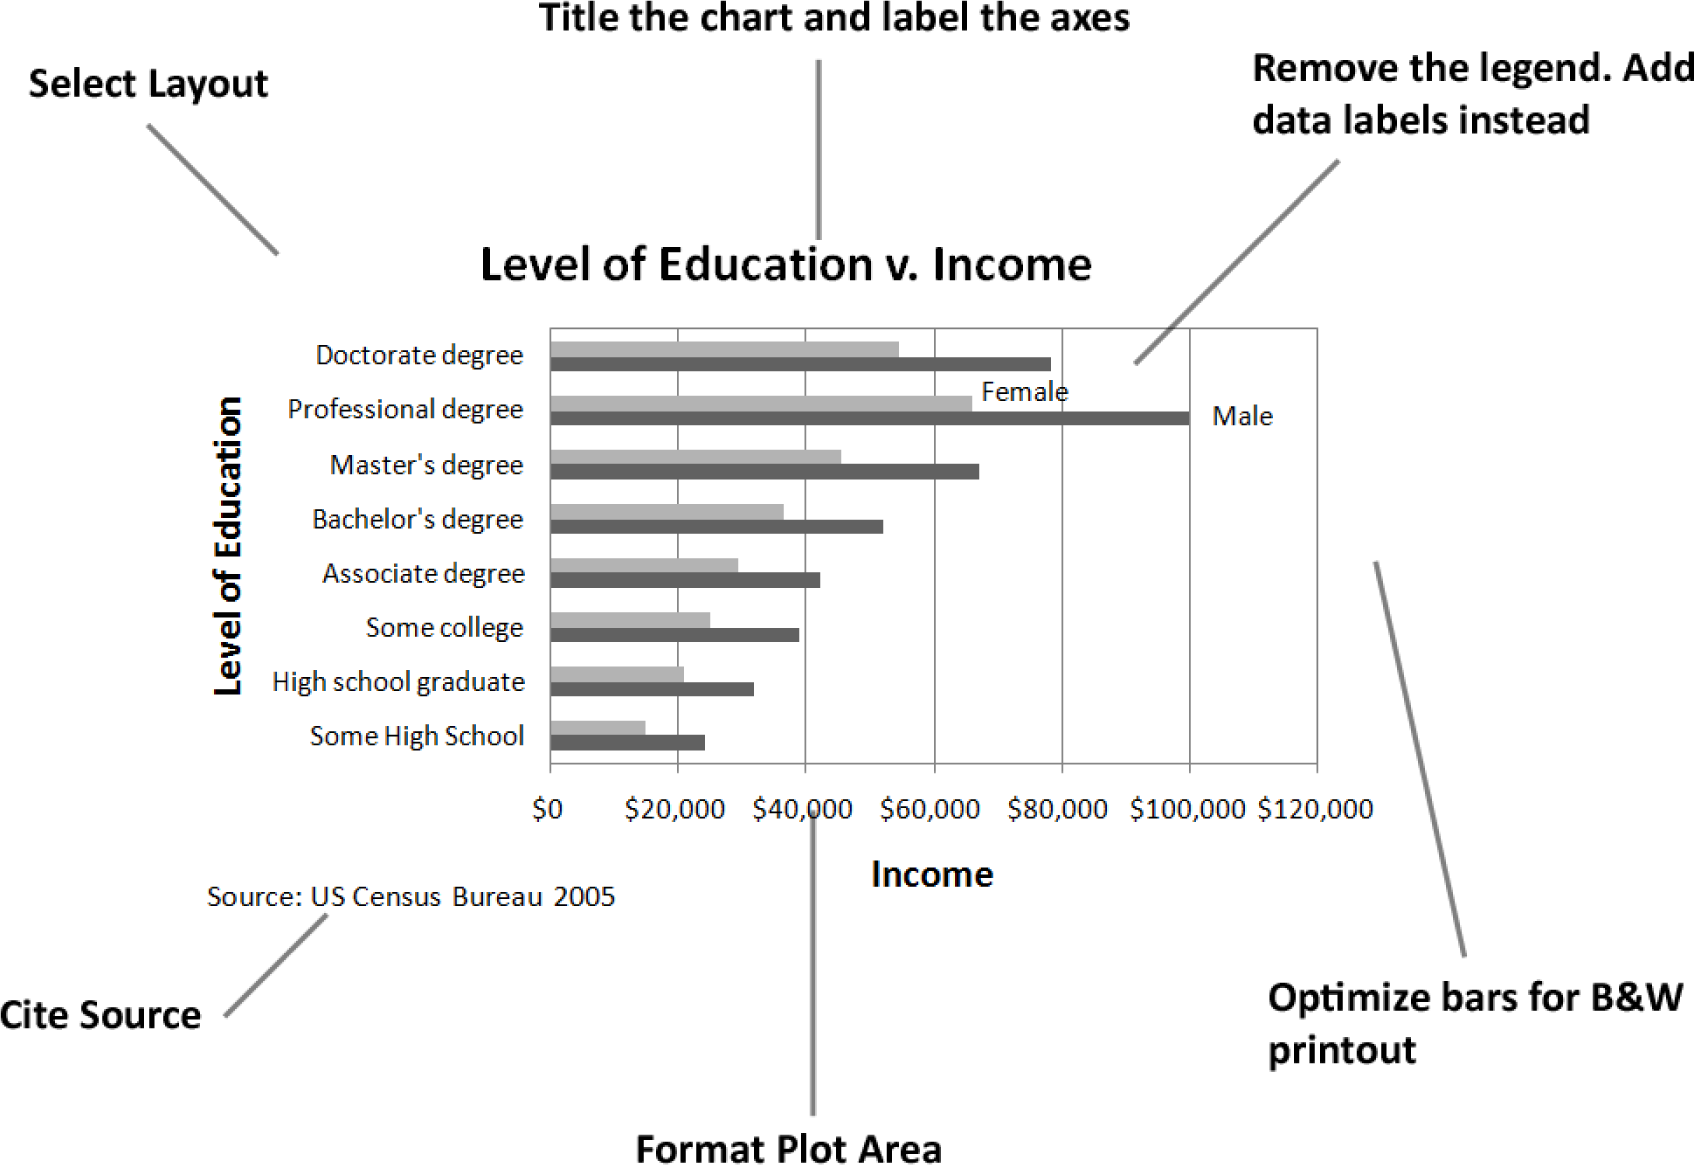 Title the chart and label the axes
Select Layout
Remove the legend. Add
data labels instead
Level of Education v. Income
Level of Education
Doctorate degree
Professional degree
Master's degree
Bachelor's degree
Associate degree
Some college
High school graduate
Some High School
Female
Male
$0
$20,000
$40,000
$60,000
$80,000
$100,000
$120,000
Income
Source: US Census Bureau 2005
Cite Source
Optimize bars for B&W
printout
Format Plot Area